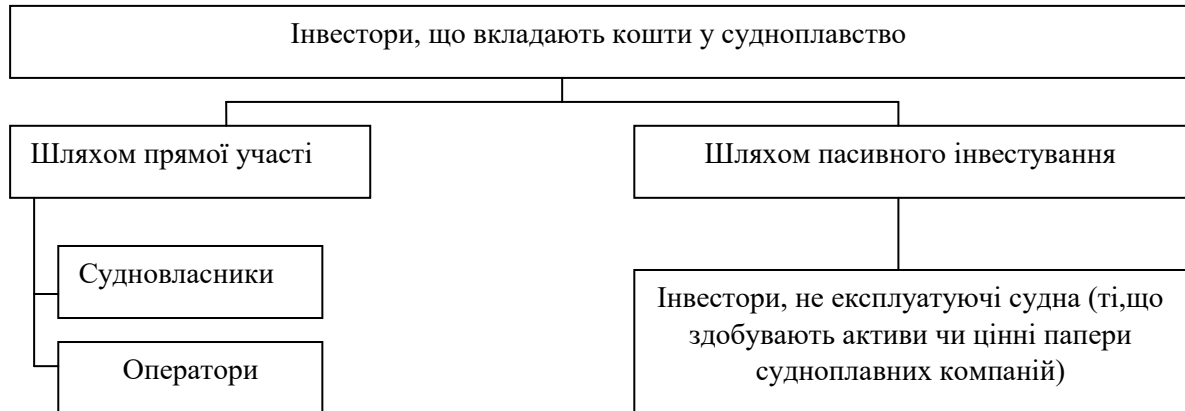 Інвестори, що вкладають кошти у судноплавство
Шляхом прямої участі
Шляхом пасивного інвестування
Судновласники
Оператори
Інвестори, не експлуатуючі судна (ті,що
здобувають активи чи цінні папери
судноплавних компаній)